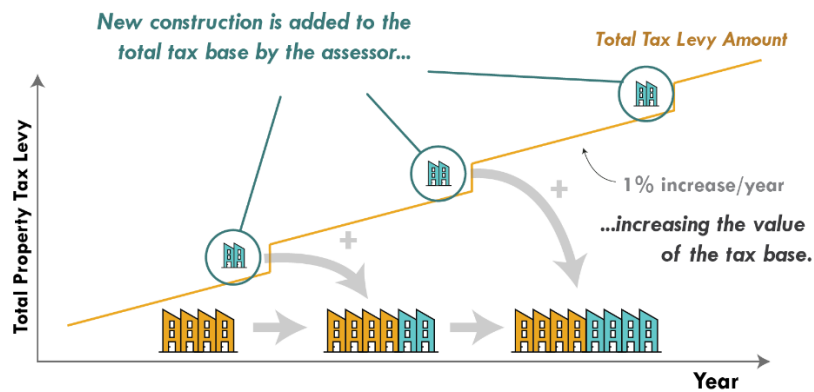 New construction is added to the
total tax base by the assessor...
Total Tax Levy Amount
Total Property Tax Levy
+
+
1% increase/year
...increasing the value
of the tax base.
Year